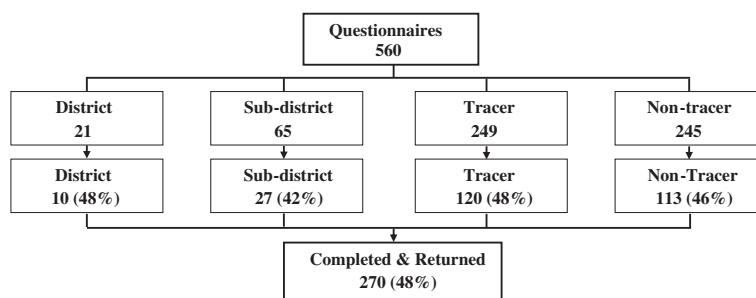 Questionnaires
560
District
21
Sub-district
65
Tracer
249
Non-tracer
245
District
10 (48%)
Sub-district
27 (42%)
Tracer
120 (48%)
Non-Tracer
113 (46%)
Completed & Returned
270 (48%)